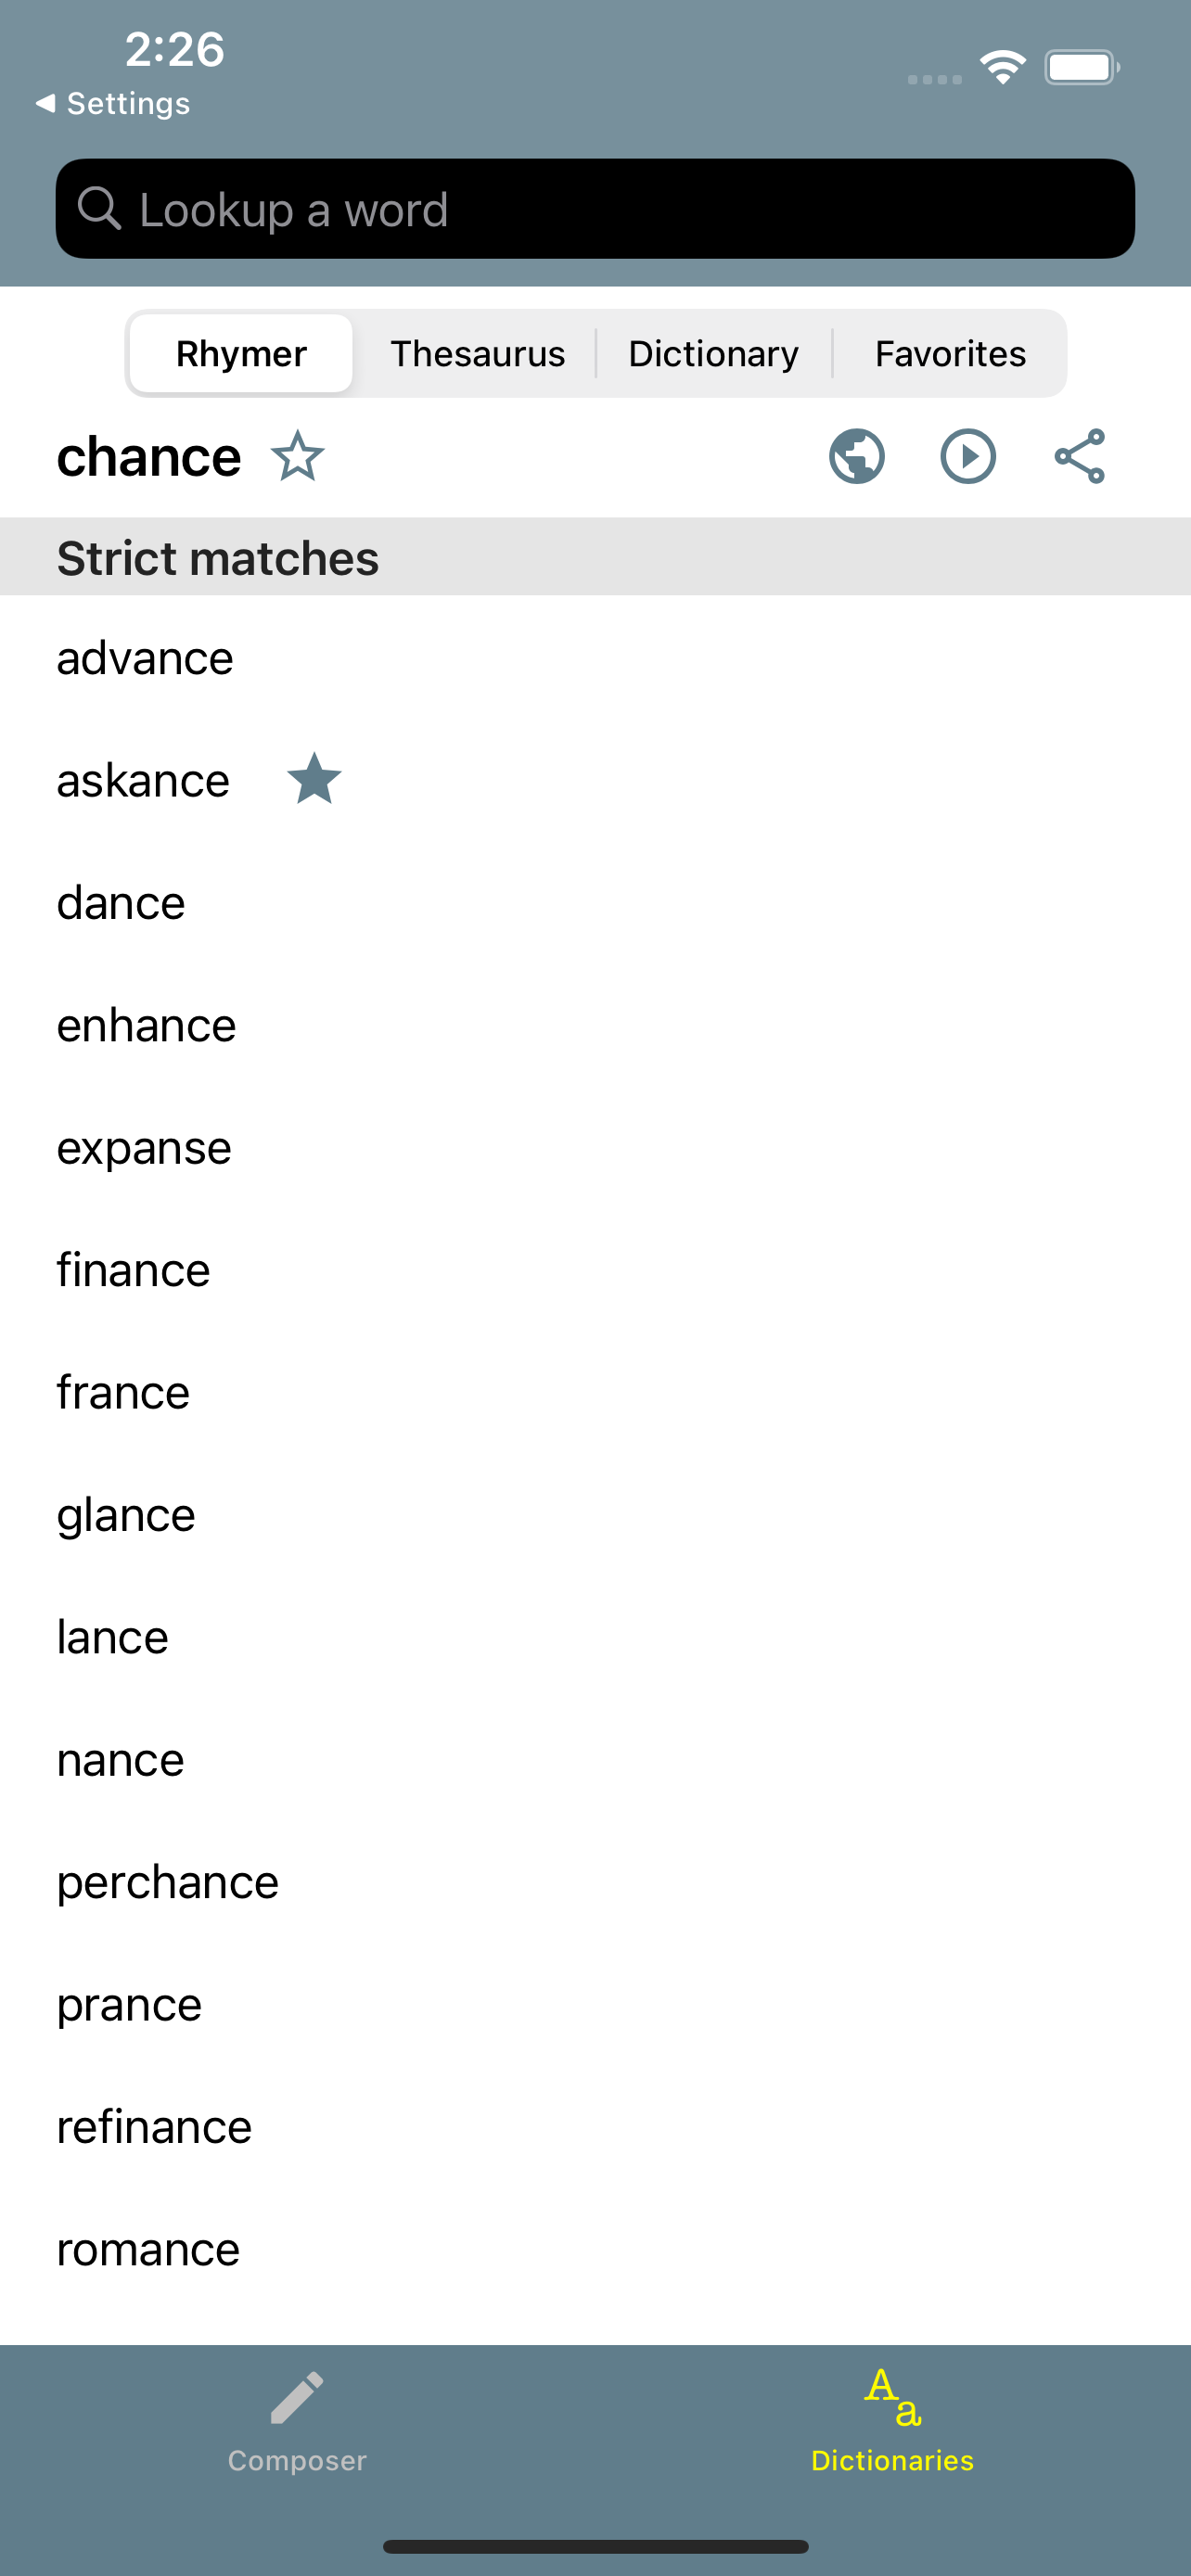 2:26
Settings
Lookup a word
Rhymer Thesaurus Dictionary Favorites
chance
Strict matches
advance
askance
dance
enhance
expanse
finance
france
glance
lance
nance
perchance
prance
refinance
romance
Aa
Composer Dictionaries